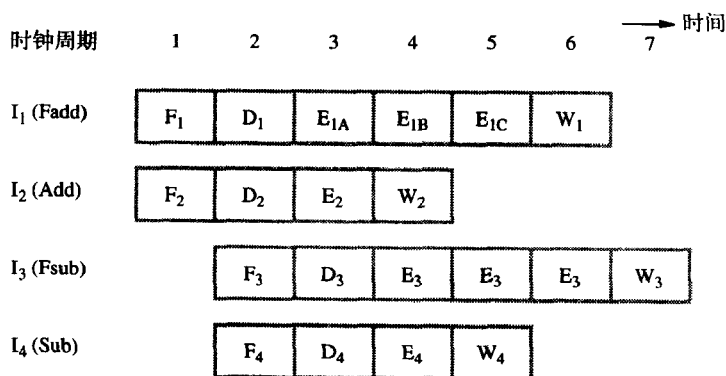 时间
时钟周期 1 2 3 4 5 6 7
I₁ (Fadd) F₁ D₁ E₁A E₁B E₁C W₁
I₂ (Add) F₂ D₂ E₂ W₂
I₃ (Fsub) F₃ D₃ E₃ E₃ E₃ W₃
I₄ (Sub) F₄ D₄ E₄ W₄